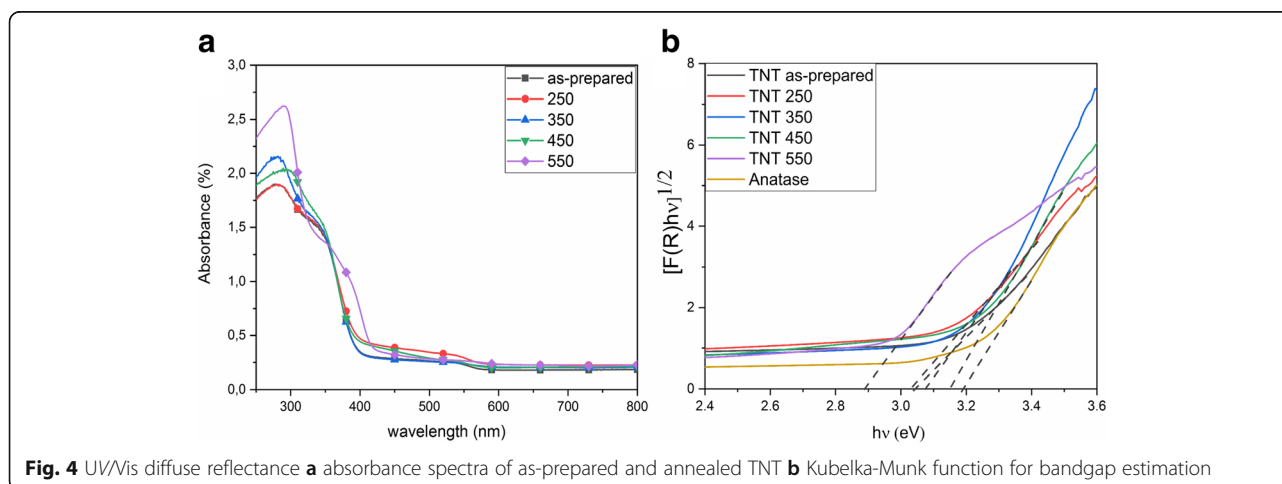 a
3,0
2,5
2,0
1,5
1,0
0,5
0,0
Absorbance (%)
300
400
500
600
700
800
wavelength (nm)
as-prepared
250
350
450
550
b
8
6
4
2
0
[F(R)hν]^1/2
2.4
2.6
2.8
3.0
3.2
3.4
3.6
hν (eV)
TNT as-prepared
TNT 250
TNT 350
TNT 450
TNT 550
Anatase
Fig. 4 UV/Vis diffuse reflectance a absorbance spectra of as-prepared and annealed TNT b Kubelka-Munk function for bandgap estimation